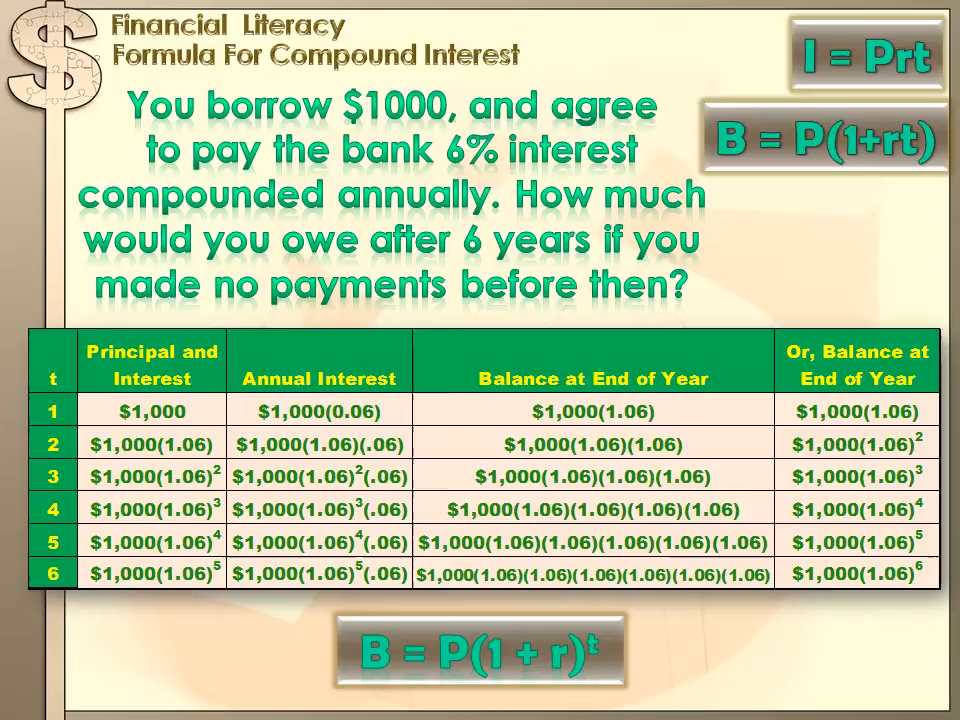 Financial Literacy
Formula For Compound Interest
I = Prt
B = P(1+rt)
You borrow $1000, and agree
to pay the bank 6% interest
compounded annually. How much
would you owe after 6 years if you
made no payments before then?
t | Principal and Interest | Annual Interest | Balance at End of Year | Or, Balance at End of Year
1 | $1,000 | $1,000(0.06) | $1,000(1.06) | $1,000(1.06)
2 | $1,000(1.06) | $1,000(1.06)(.06) | $1,000(1.06)(1.06) | $1,000(1.06)²
3 | $1,000(1.06)² | $1,000(1.06)²(.06) | $1,000(1.06)(1.06)(1.06) | $1,000(1.06)³
4 | $1,000(1.06)³ | $1,000(1.06)³(.06) | $1,000(1.06)(1.06)(1.06)(1.06) | $1,000(1.06)⁴
5 | $1,000(1.06)⁴ | $1,000(1.06)⁴(.06) | $1,000(1.06)(1.06)(1.06)(1.06)(1.06) | $1,000(1.06)⁵
6 | $1,000(1.06)⁵ | $1,000(1.06)⁵(.06) | $1,000(1.06)(1.06)(1.06)(1.06)(1.06)(1.06) | $1,000(1.06)⁶
B = P(1 + r)ᵗ